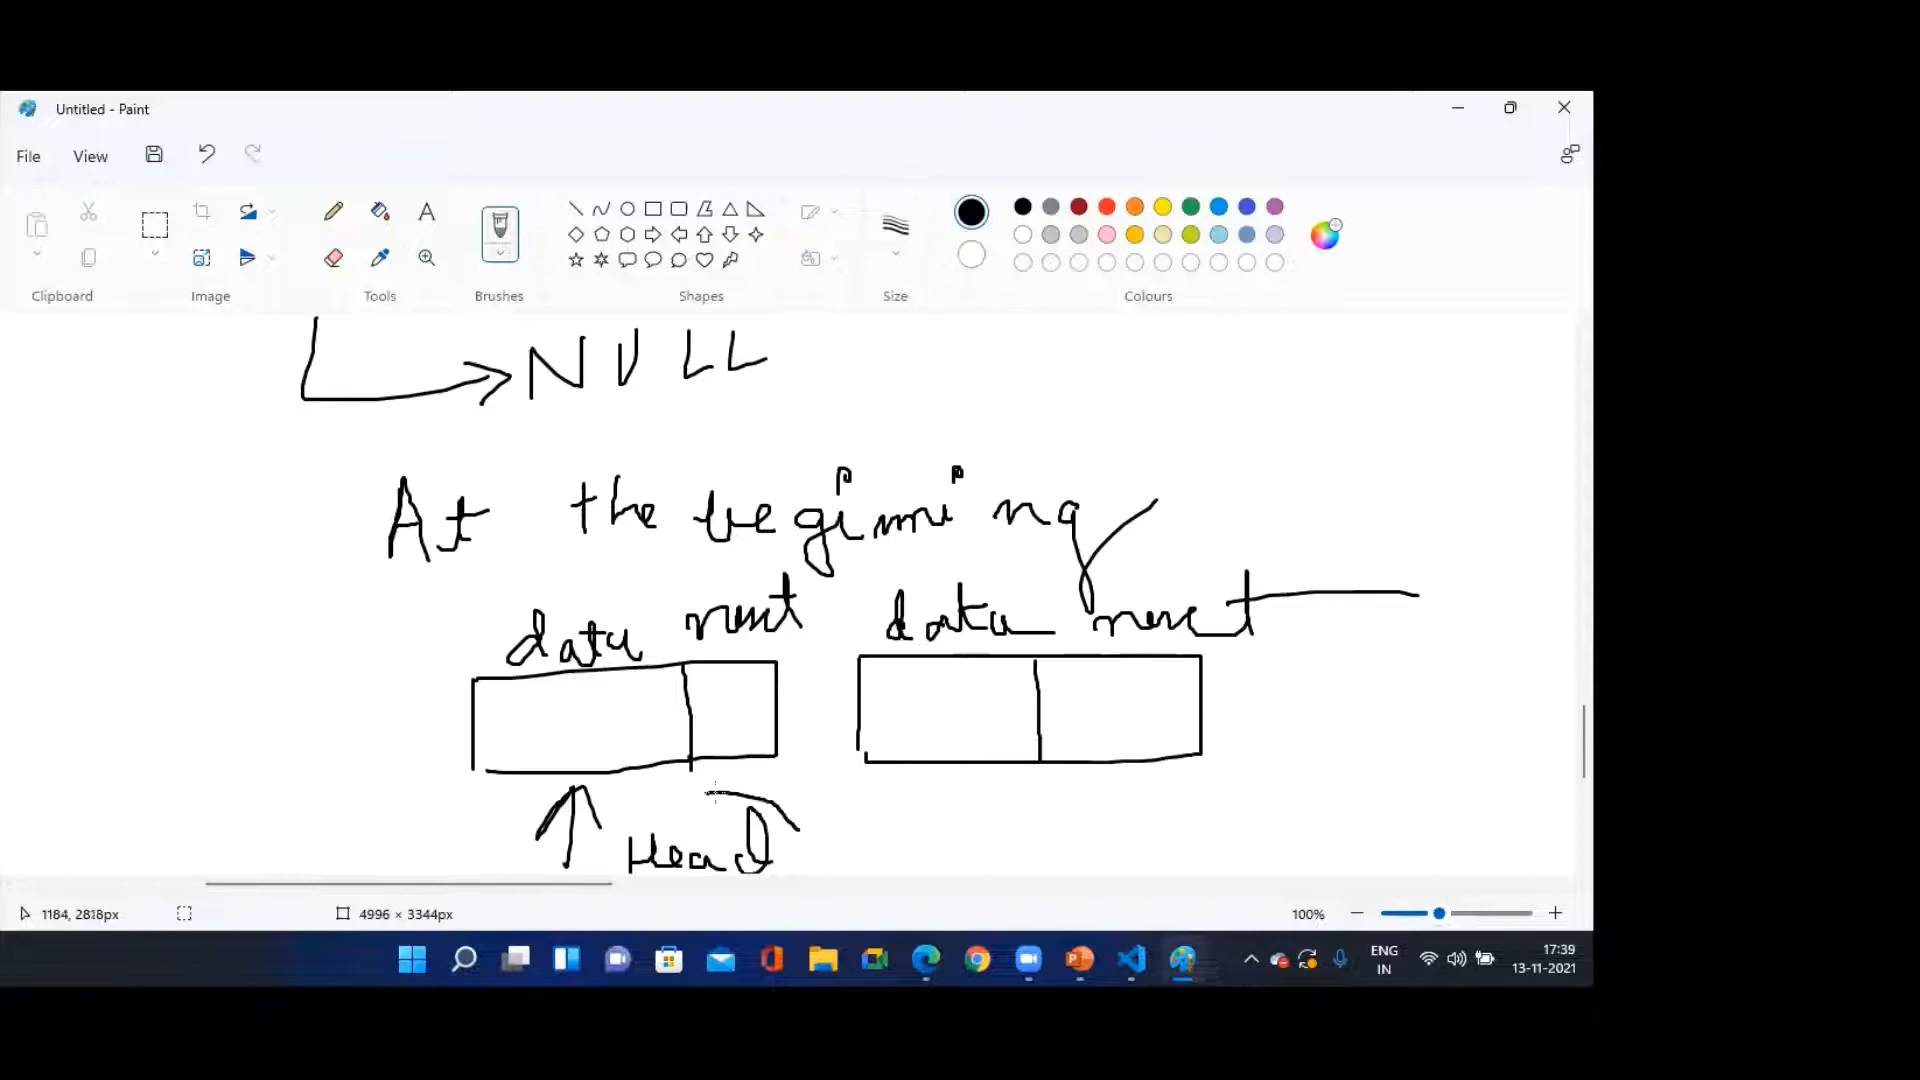 Untitled - Paint
File View
Clipboard Image Tools Brushes Shapes Size Colours
NULL
At the beginning
data next data next
Head
1184, 2818px 4996 × 3344px 100%
ENG 17:39
IN 13-11-2021